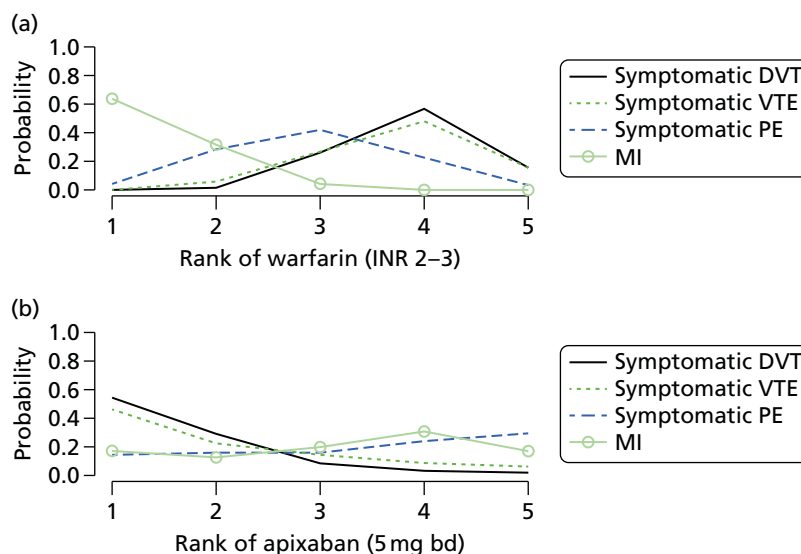 (a)
1.0
0.8
0.6
0.4
0.2
0.0
Probability
1 2 3 4 5
Rank of warfarin (INR 2–3)
Symptomatic DVT
Symptomatic VTE
Symptomatic PE
MI
(b)
1.0
0.8
0.6
0.4
0.2
0.0
Probability
1 2 3 4 5
Rank of apixaban (5 mg bd)
Symptomatic DVT
Symptomatic VTE
Symptomatic PE
MI